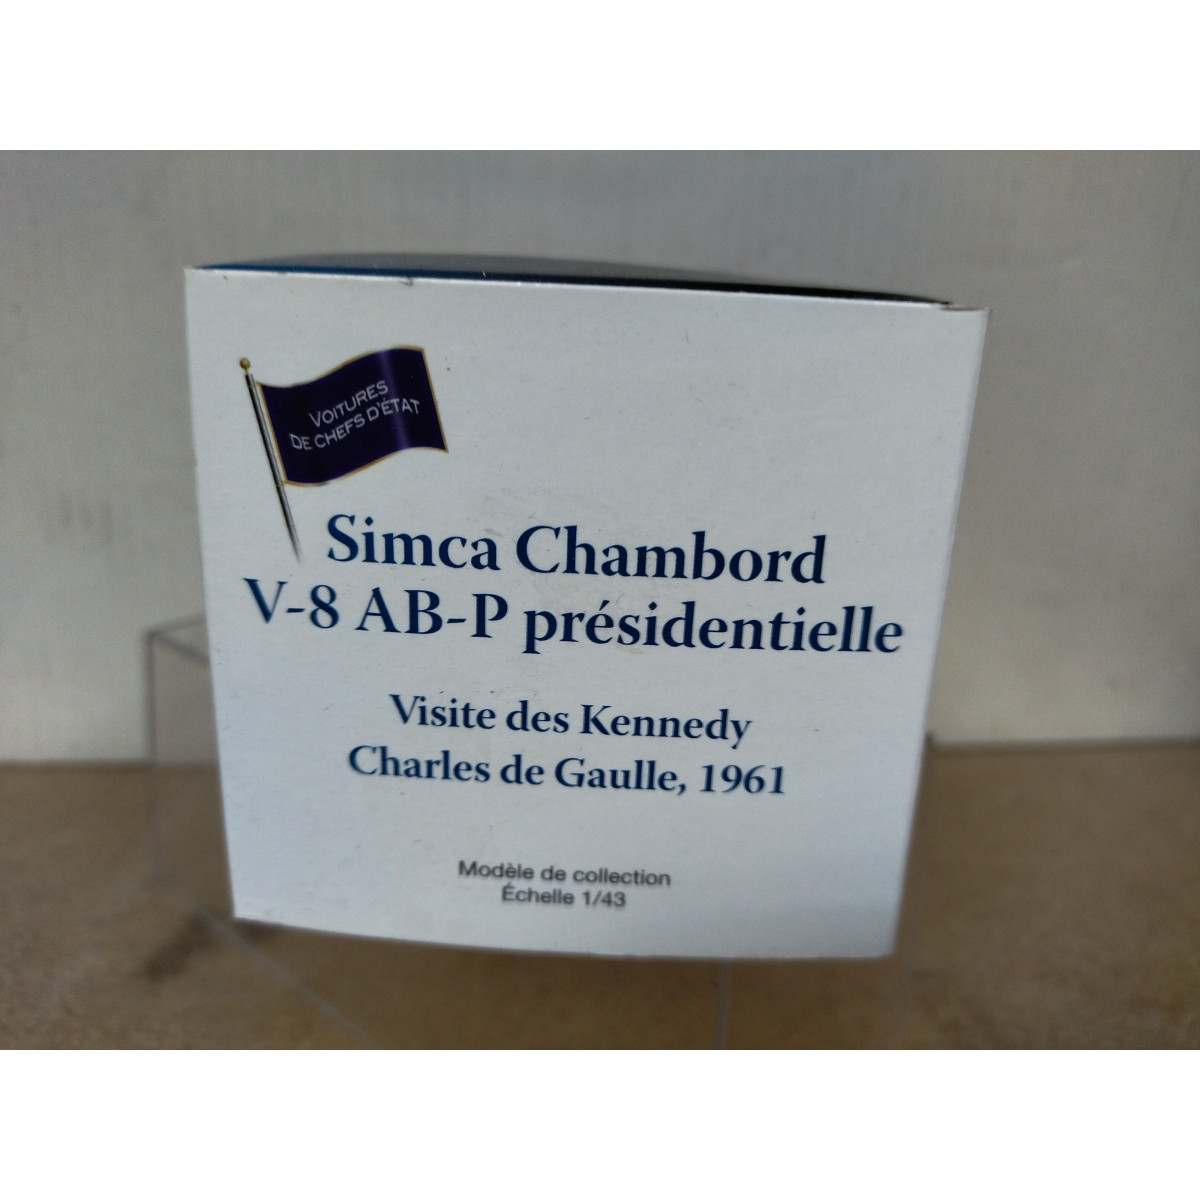 VOITURES
DE CHEFS D'ÉTAT
Simca Chambord
V-8 AB-P présidentielle
Visite des Kennedy
Charles de Gaulle, 1961
Modèle de collection
Échelle 1/43